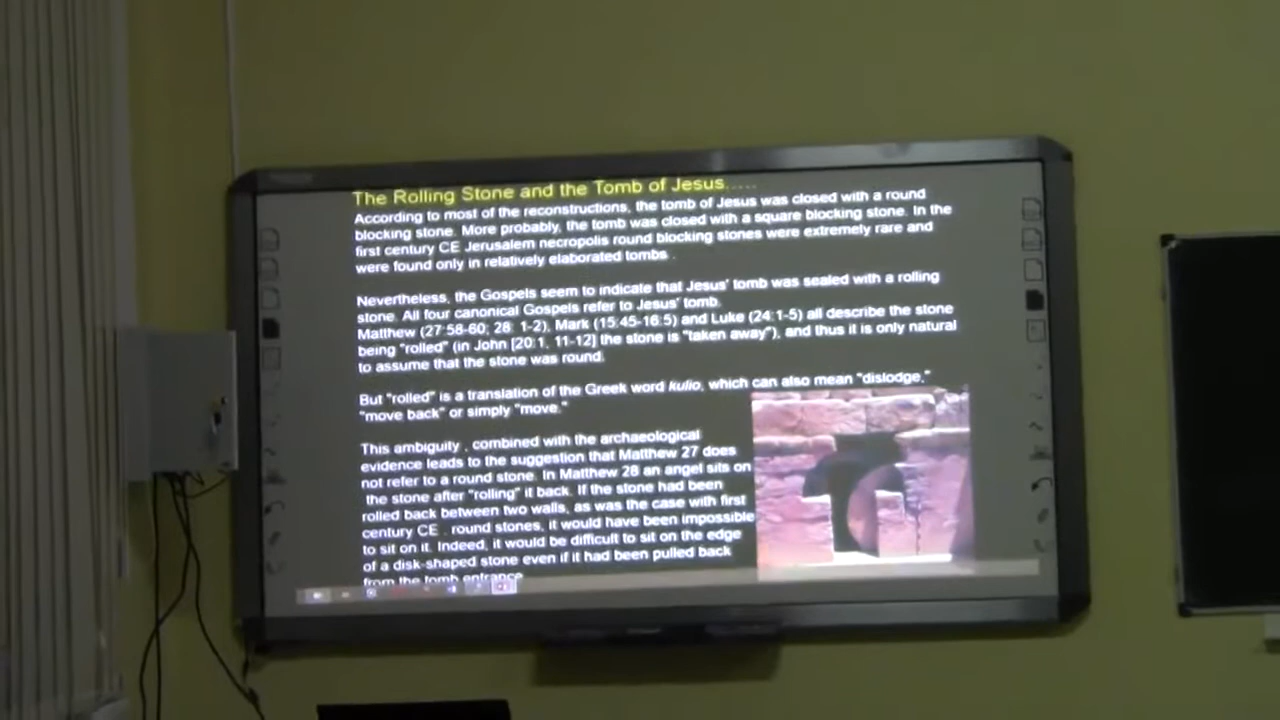 The Rolling Stone and the Tomb of Jesus.....
According to most of the reconstructions, the tomb of Jesus was closed with a round
blocking stone. More probably, the tomb was closed with a square blocking stone. In the
first century CE Jerusalem necropolis round blocking stones were extremely rare and
were found only in relatively elaborated tombs .
Nevertheless, the Gospels seem to indicate that Jesus' tomb was sealed with a rolling
stone. All four canonical Gospels refer to Jesus' tomb.
Matthew (27:58-60; 28: 1-2), Mark (15:45-16:5) and Luke (24:1-5) all describe the stone
being "rolled" (in John [20:1, 11-12] the stone is "taken away"), and thus it is only natural
to assume that the stone was round.
But "rolled" is a translation of the Greek word kulio, which can also mean "dislodge,"
"move back" or simply "move."
This ambiguity , combined with the archaeological
evidence leads to the suggestion that Matthew 27 does
not refer to a round stone. In Matthew 28 an angel sits on
the stone after "rolling" it back. If the stone had been
rolled back between two walls, as was the case with first
century CE . round stones, it would have been impossible
to sit on it. Indeed, it would be difficult to sit on the edge
of a disk-shaped stone even if it had been pulled back
from the tomb entrance